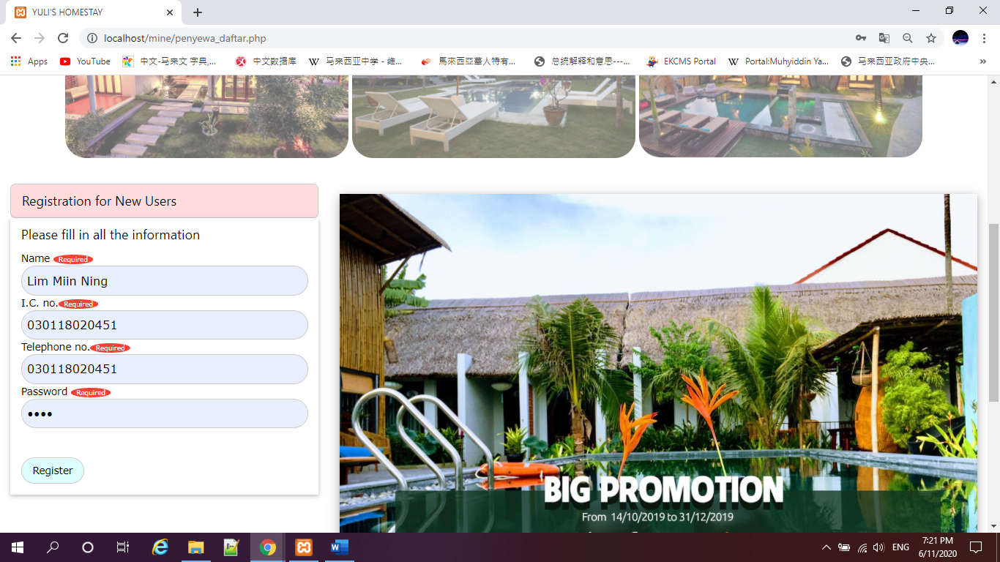 YULI'S HOMESTAY
localhost/mine/penyewa_daftar.php
Apps YouTube 中文-马来文 字典,... 中文数据库 马来西亚中学 - 维... 馬來西亞華人特有... 总统解释和意思---... EKCMS Portal Portal:Muhyiddin Ya... 马来西亚政府中央... »
Registration for New Users
Please fill in all the information
Name Required
Lim Miin Ning
I.C. no. Required
030118020451
Telephone no. Required
030118020451
Password Required
••••
Register
BIG PROMOTION
From 14/10/2019 to 31/12/2019
ENG
7:21 PM
6/11/2020